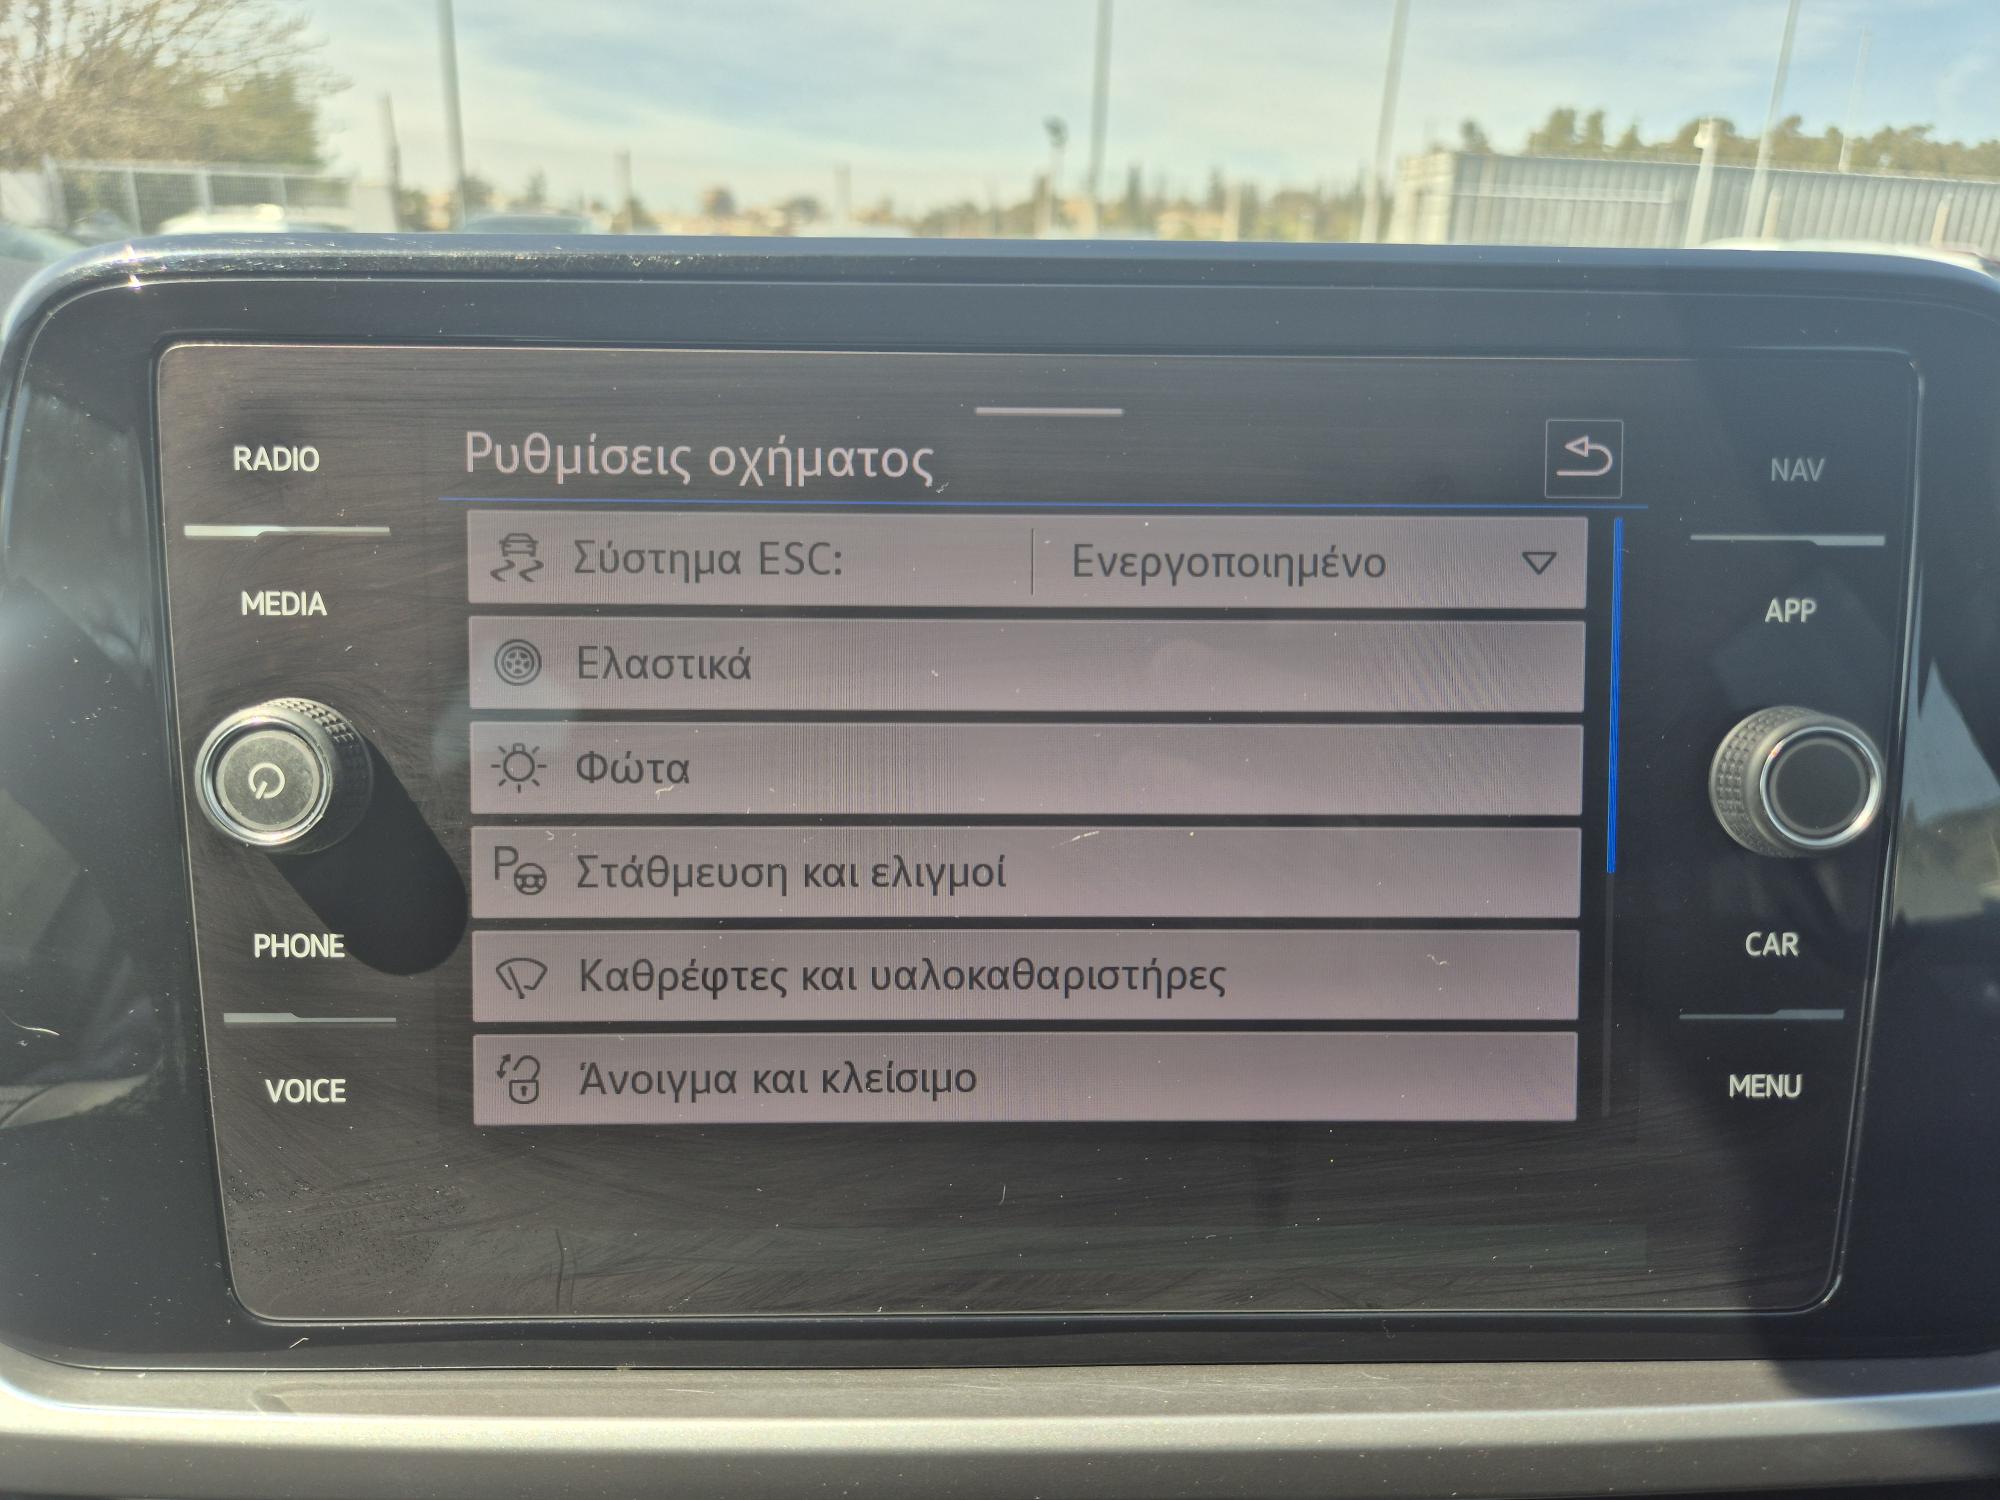 RADIO
MEDIA
PHONE
VOICE
Ρυθμίσεις οχήματος
Σύστημα ESC: Ενεργοποιημένο
Ελαστικά
Φώτα
P Στάθμευση και ελιγμοί
Καθρέφτες και υαλοκαθαριστήρες
Άνοιγμα και κλείσιμο
NAV
APP
CAR
MENU